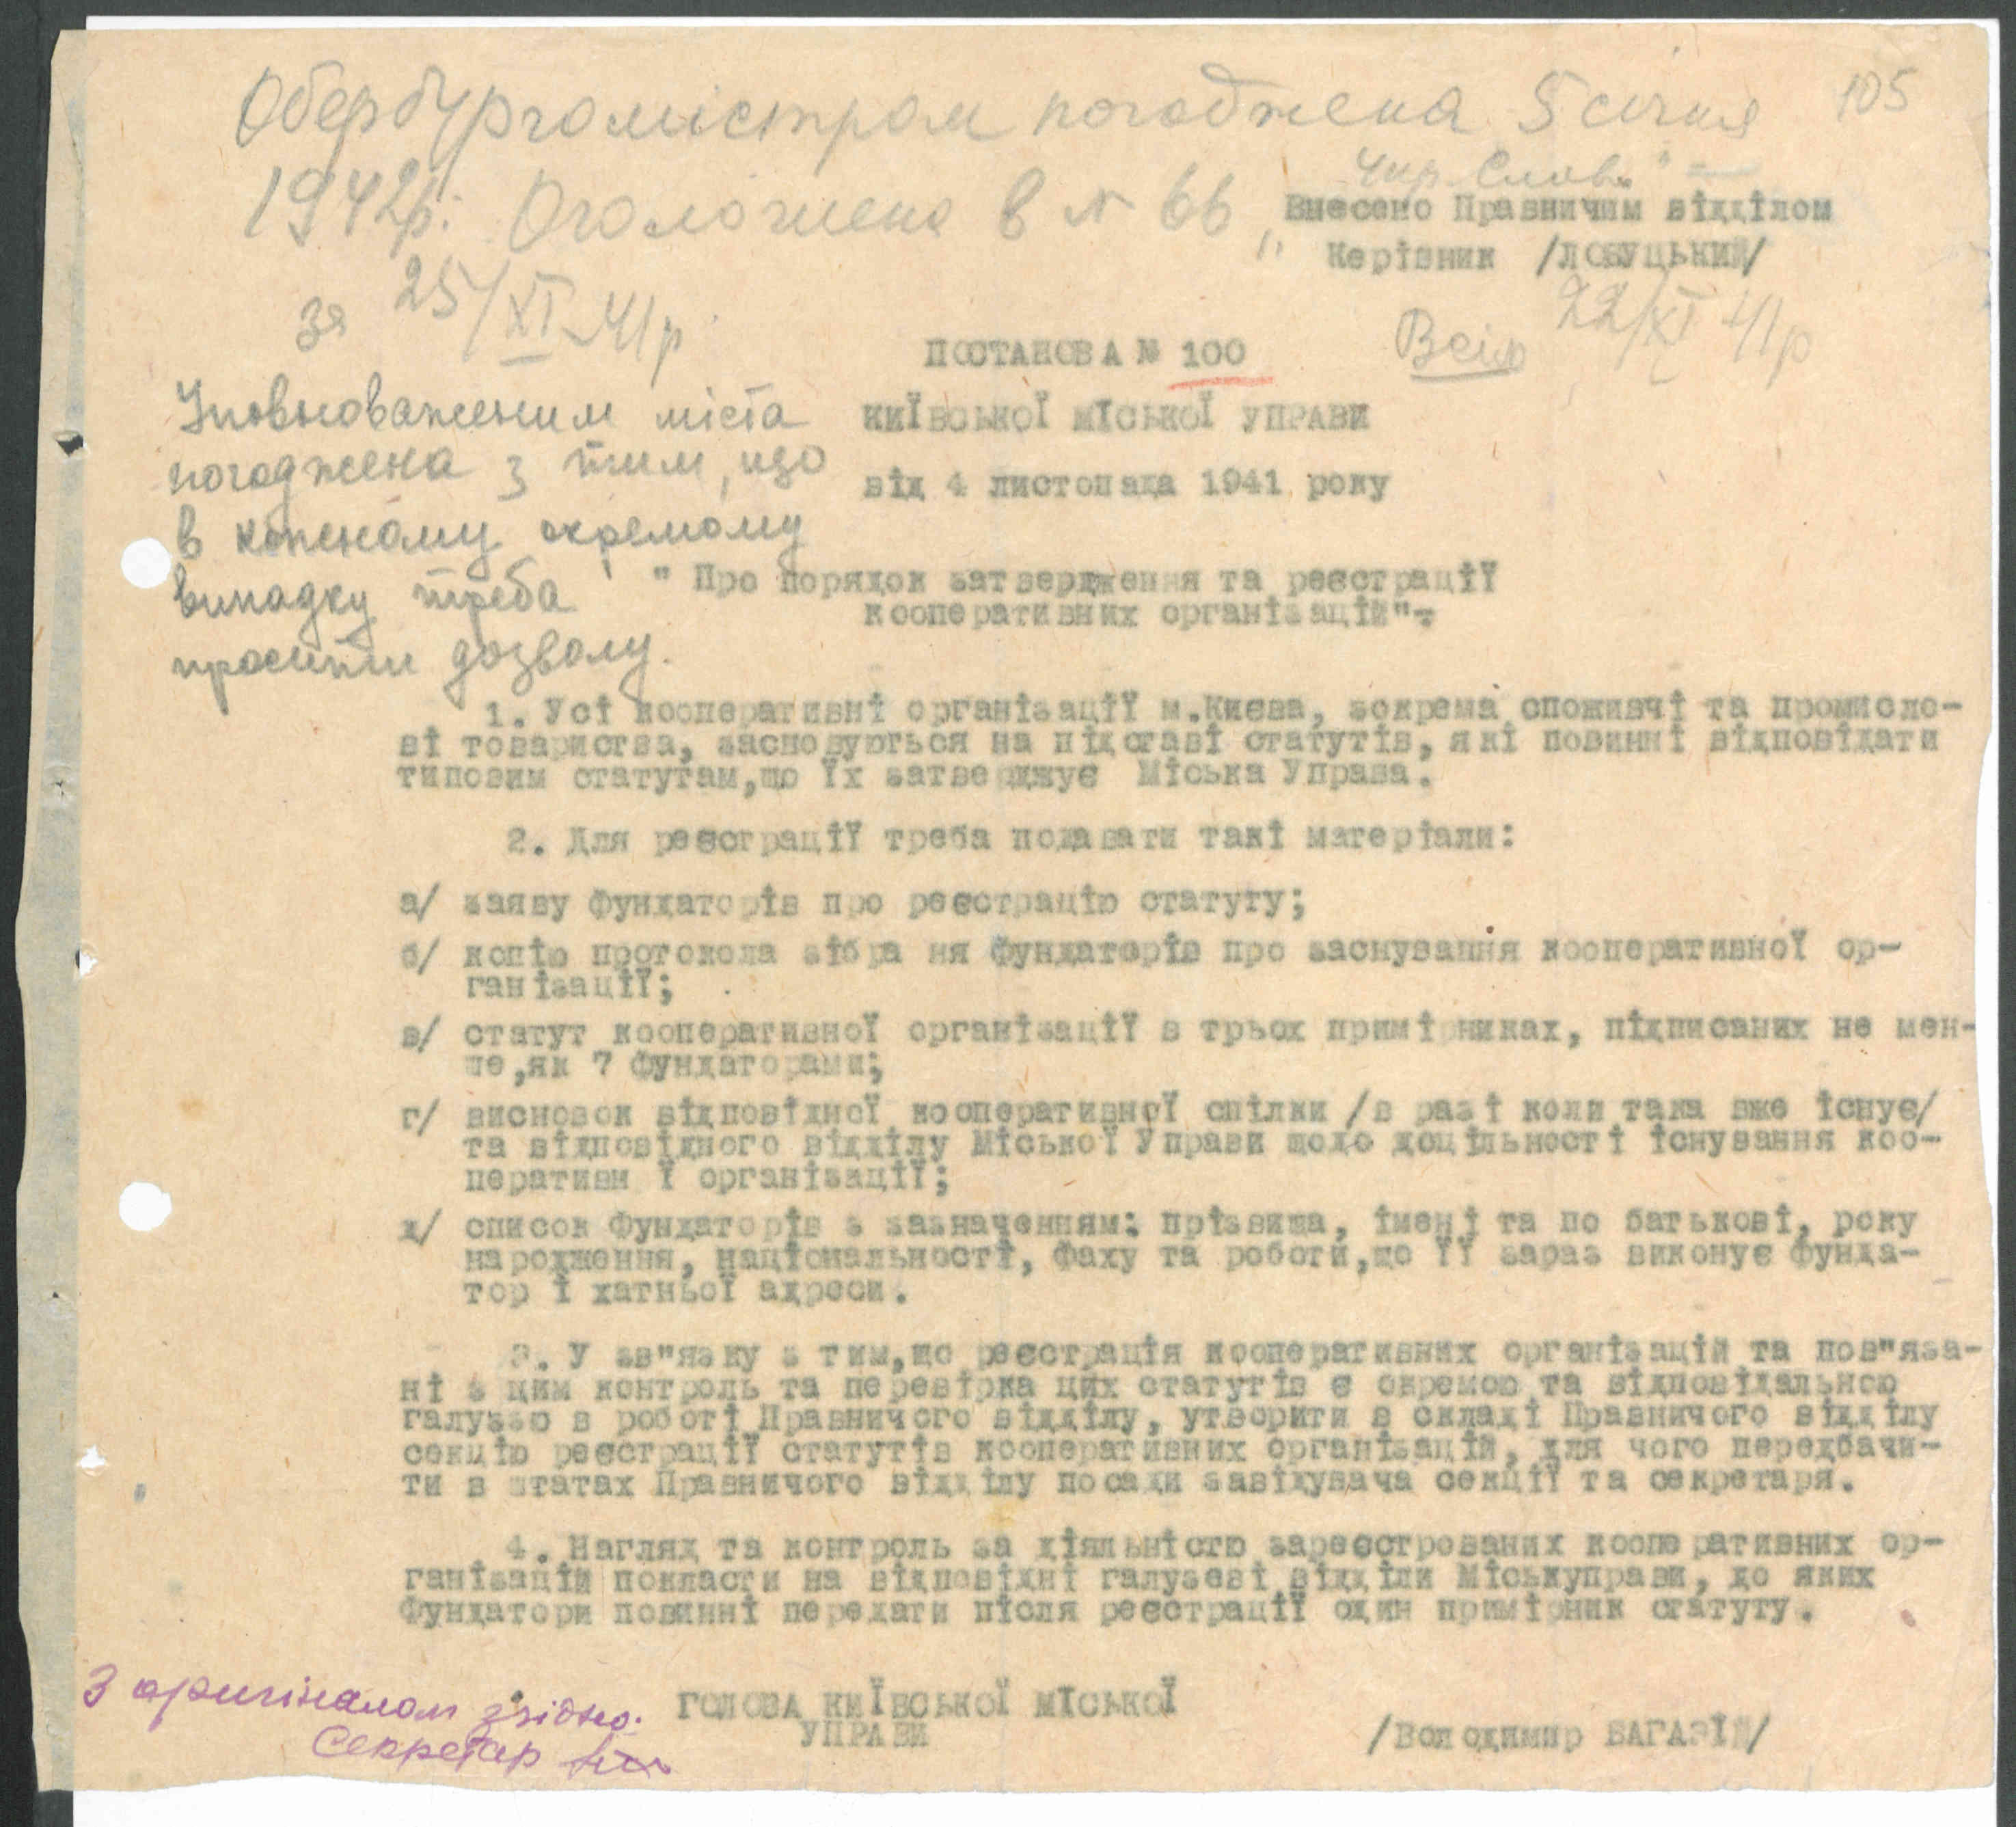 105
Обербургомістром погоджена 5 січня
1942р. Оголошена в № 66 „Укр. Слов."
за 25/XI-41р
Внесено Правничим відділом
Керівник /ЛОБУЦЬКИЙ/
22/XI 41р
Всім
ПОСТАНОВА № 100
КИЇВСЬКОЇ МІСЬКОЇ УПРАВИ
від 4 листопада 1941 року
Уповноваженим міста
погоджена з тим, що
в кожному окремому
випадку треба
просити дозволу.
" Про порядок затвердження та реєстрації
кооперативних організацій"-
1. Усі кооперативні організації м.Києва, зокрема споживчі та промисло-
ві товариства, засновуються на підставі статутів, які повинні відповідати
типовим статутам,що їх затверджує Міська Управа.
2. Для реєстрації треба подавати такі матеріали:
а/ заяву фундаторів про реєстрацію статуту;
б/ копію протокола зібра ня фундаторів про заснування кооперативної ор-
ганізації;
в/ статут кооперативної організації в трьох примірниках, підписаних не мен-
ше,як 7 фундаторами;
г/ висновок відповідної кооперативної спілки /в разі коли така вже існує/
та відповідного відділу Міської Управи щодо доцільності існування коо-
перативн ї організації;
д/ список фундаторів з зазначенням: прізвища, імені та по батькові, року
народження, національності, фаху та роботи,що її зараз виконує фунда-
тор і хатньої адреси.
3. У зв"язку з тим,що реєстрація кооперативних організацій та пов"яза-
ні з цим контроль та перевірка цих статутів є окремою та відповідальною
галуззю в роботі Правничого відділу, утворити в складі Правничого відділу
секцію реєстрації статутів кооперативних організацій, для чого передбачи-
ти в штатах Правничого відділу посади завідувача секції та секретаря.
4. Нагляд та контроль за діяльністю зареєстрованих кооперативних ор-
ганізацій покласти на відповідні галузеві відділи Міськуправи, до яких
фундатори повинні передати після реєстрації один примірник статуту.
ГОЛОВА КИЇВСЬКОЇ МІСЬКОЇ
УПРАВИ
/Володимир БАГАЗІЙ/
З оригіналом згідно.
Секретар